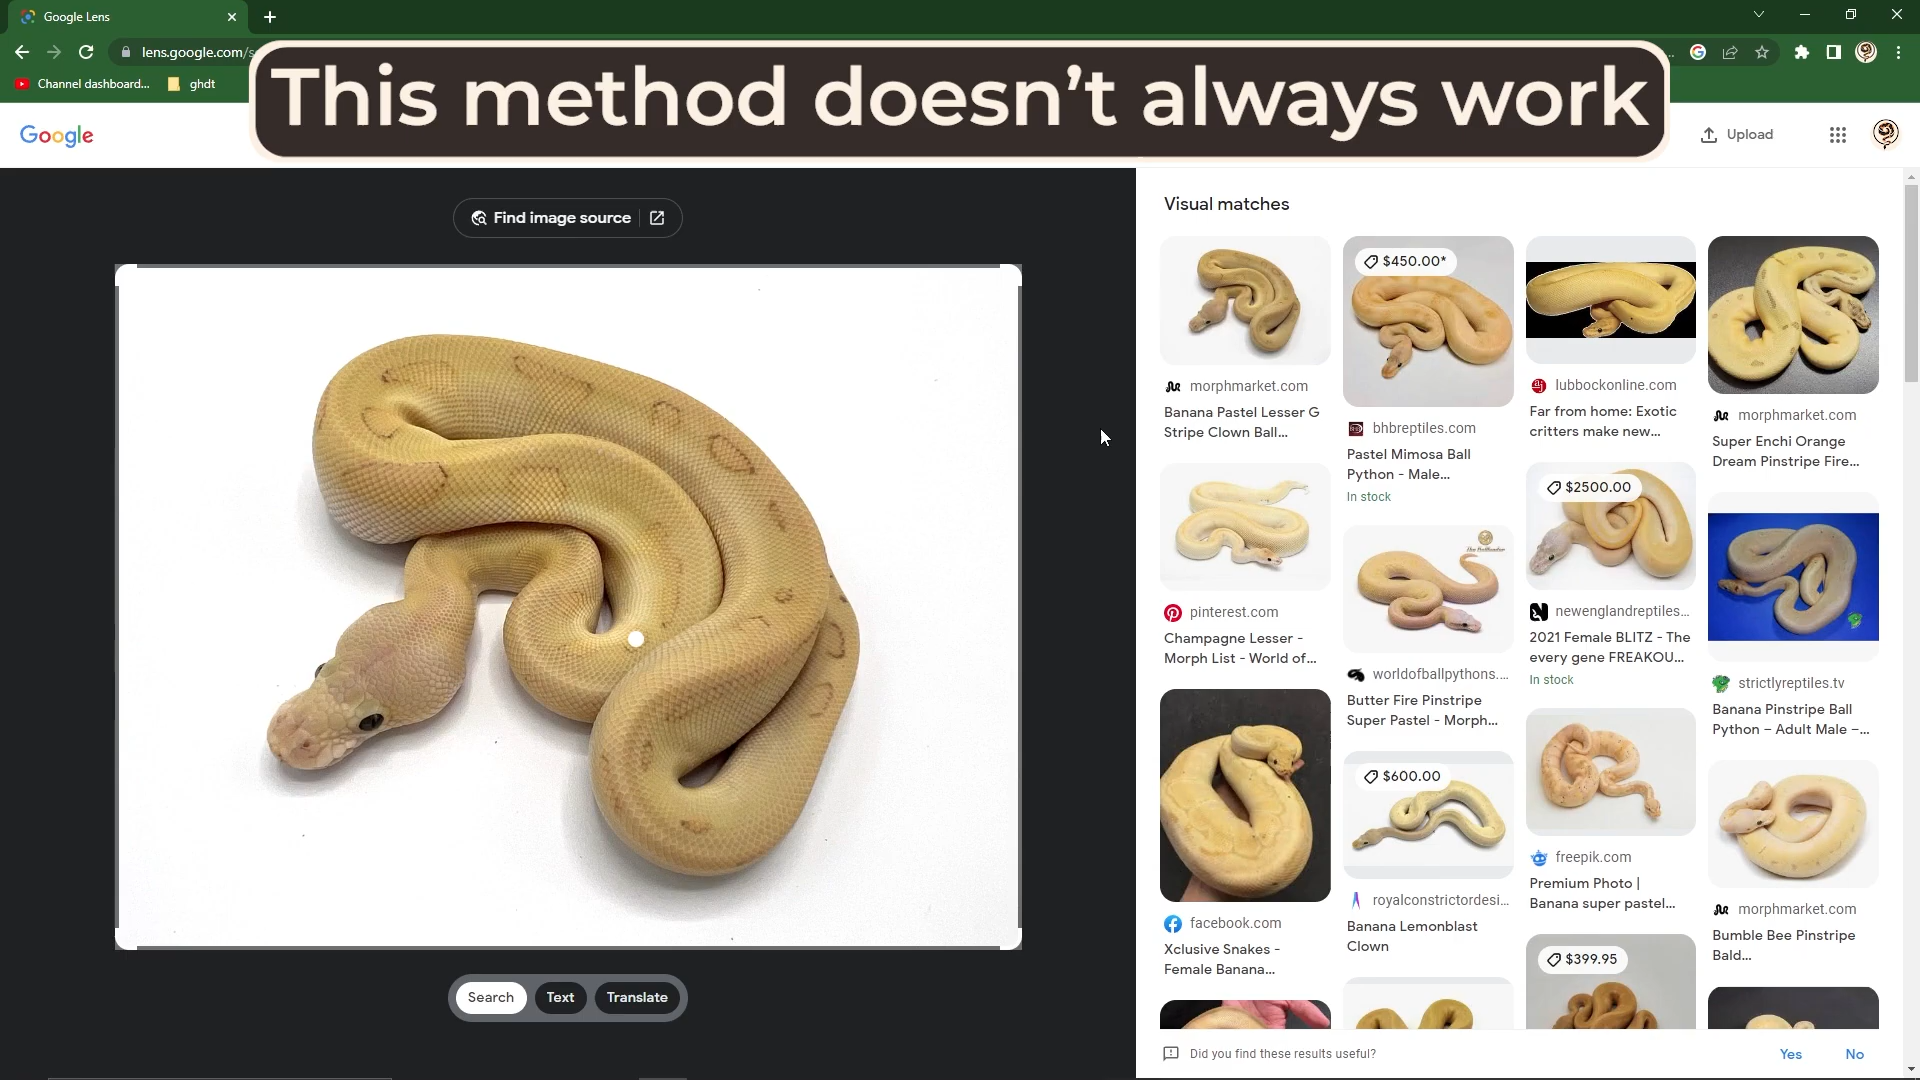 Google Lens
lens.google.com/s
Channel dashboard...
ghdt
This method doesn't always work
Google
Upload
Find image source
Search
Text
Translate
Visual matches
morphmarket.com
Banana Pastel Lesser G
Stripe Clown Ball...
pinterest.com
Champagne Lesser -
Morph List - World of...
facebook.com
Xclusive Snakes -
Female Banana...
$450.00*
bhbreptiles.com
Pastel Mimosa Ball
Python - Male...
In stock
worldofballpythons....
Butter Fire Pinstripe
Super Pastel - Morph...
$600.00
royalconstrictordesi...
Banana Lemonblast
Clown
lubbockonline.com
Far from home: Exotic
critters make new...
$2500.00
newenglandreptiles...
2021 Female BLITZ - The
every gene FREAKOU...
In stock
freepik.com
Premium Photo |
Banana super pastel...
$399.95
morphmarket.com
Super Enchi Orange
Dream Pinstripe Fire...
strictlyreptiles.tv
Banana Pinstripe Ball
Python – Adult Male –...
morphmarket.com
Bumble Bee Pinstripe
Bald...
Did you find these results useful?
Yes
No